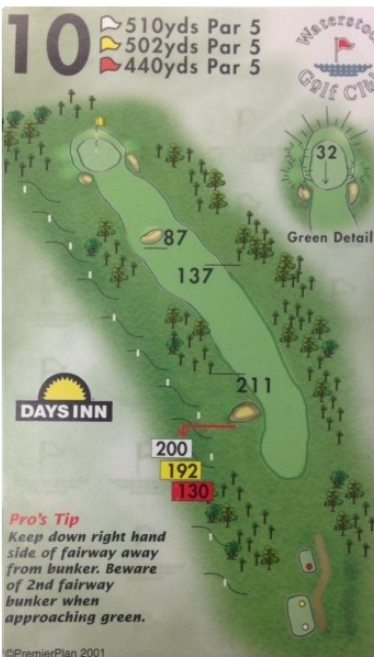 10
510yds Par 5
502yds Par 5
440yds Par 5
Golf Club
32
Green Detail
87
137
211
DAYS INN
200
192
130
Pro's Tip
Keep down right hand
side of fairway away
from bunker. Beware
of 2nd fairway
bunker when
approaching green.
©PremierPlan 2001